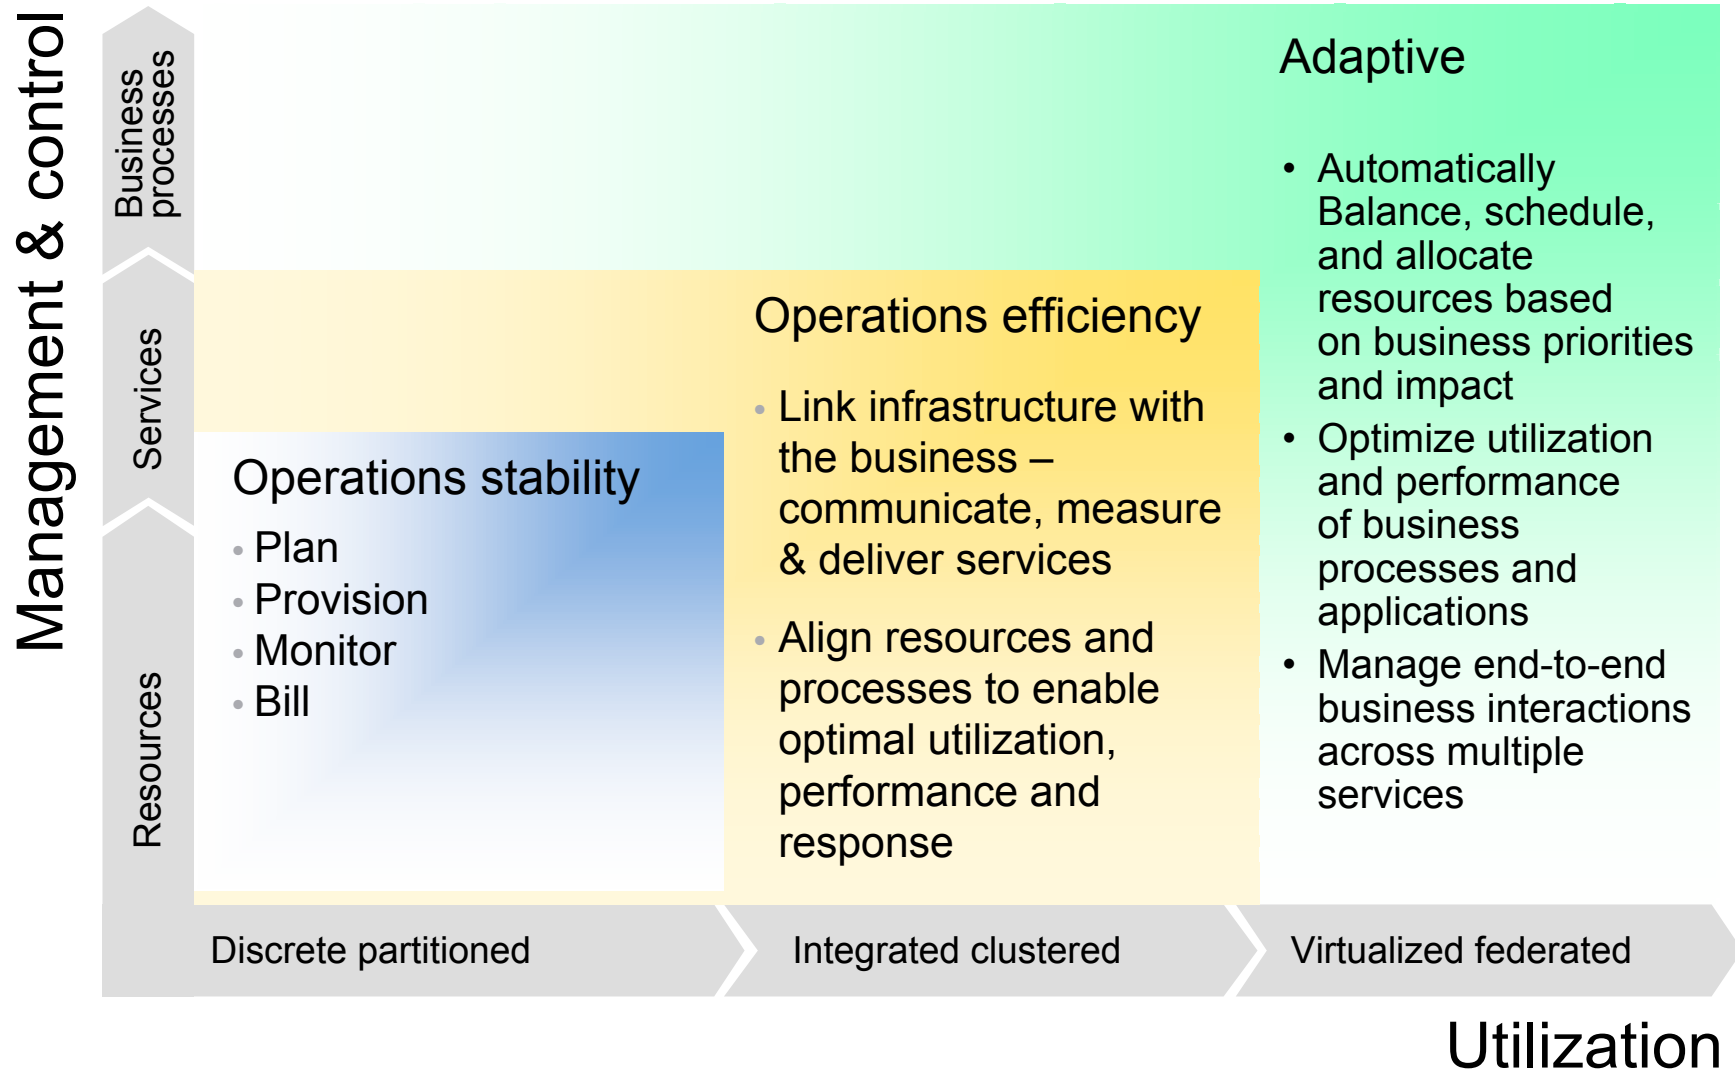 Management & control
Business
processes
Services
Resources
Adaptive
• Automatically
Balance, schedule,
and allocate
resources based
on business priorities
and impact
• Optimize utilization
and performance
of business
processes and
applications
• Manage end-to-end
business interactions
across multiple
services
Operations efficiency
• Link infrastructure with
the business –
communicate, measure
& deliver services
• Align resources and
processes to enable
optimal utilization,
performance and
response
Operations stability
• Plan
• Provision
• Monitor
• Bill
Discrete partitioned
Integrated clustered
Virtualized federated
Utilization